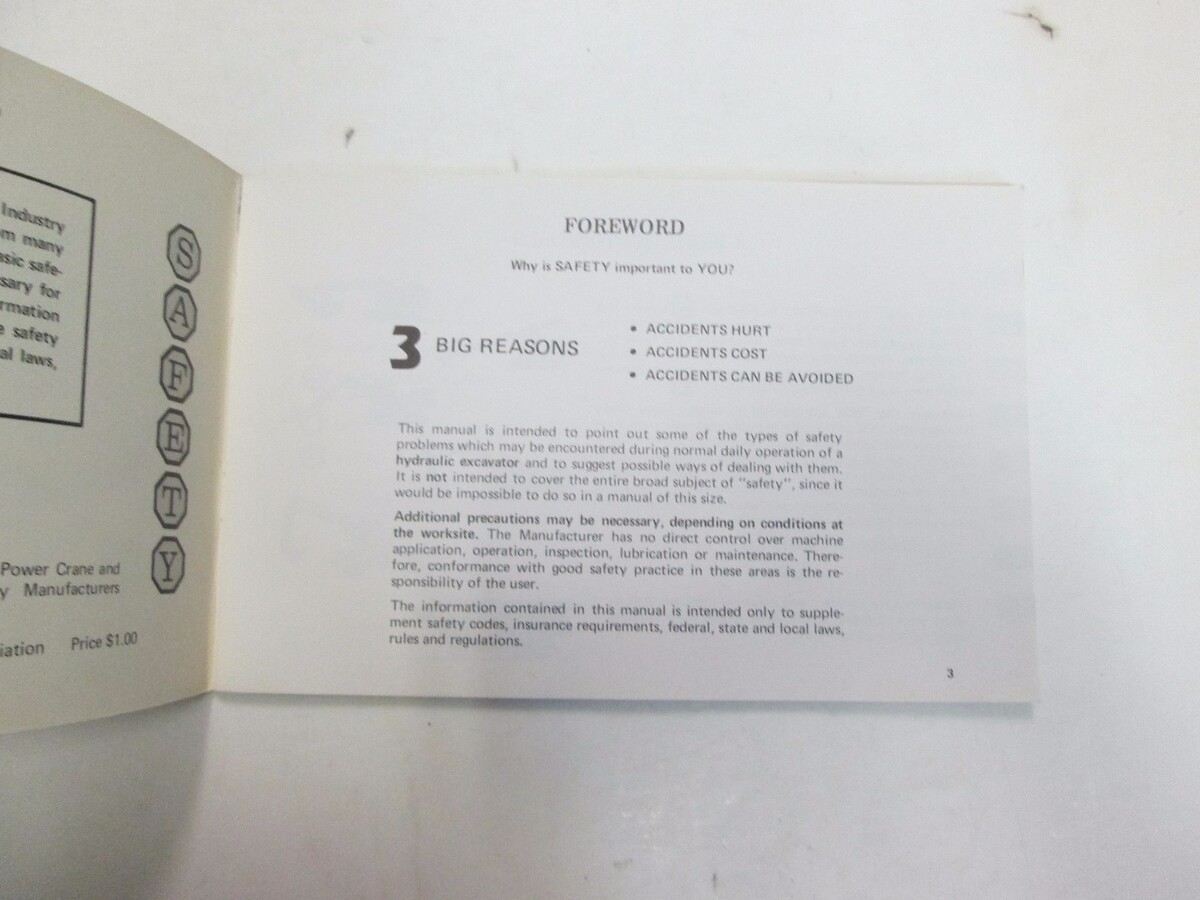 Industry
many
safe-
for
safety
laws,
S
A
F
E
T
Y
Power Crane and
Manufacturers
Price $1.00
FOREWORD
Why is SAFETY important to YOU?
3 BIG REASONS
• ACCIDENTS HURT
• ACCIDENTS COST
• ACCIDENTS CAN BE AVOIDED
This manual is intended to point out some of the types of safety
problems which may be encountered during normal daily operation of a
hydraulic excavator and to suggest possible ways of dealing with them.
It is not intended to cover the entire broad subject of "safety", since it
would be impossible to do so in a manual of this size.
Additional precautions may be necessary, depending on conditions at
the worksite. The Manufacturer has no direct control over machine
application, operation, inspection, lubrication or maintenance. There-
fore, conformance with good safety practice in these areas is the re-
sponsibility of the user.
The information contained in this manual is intended only to supple-
ment safety codes, insurance requirements, federal, state and local laws,
rules and regulations.
3